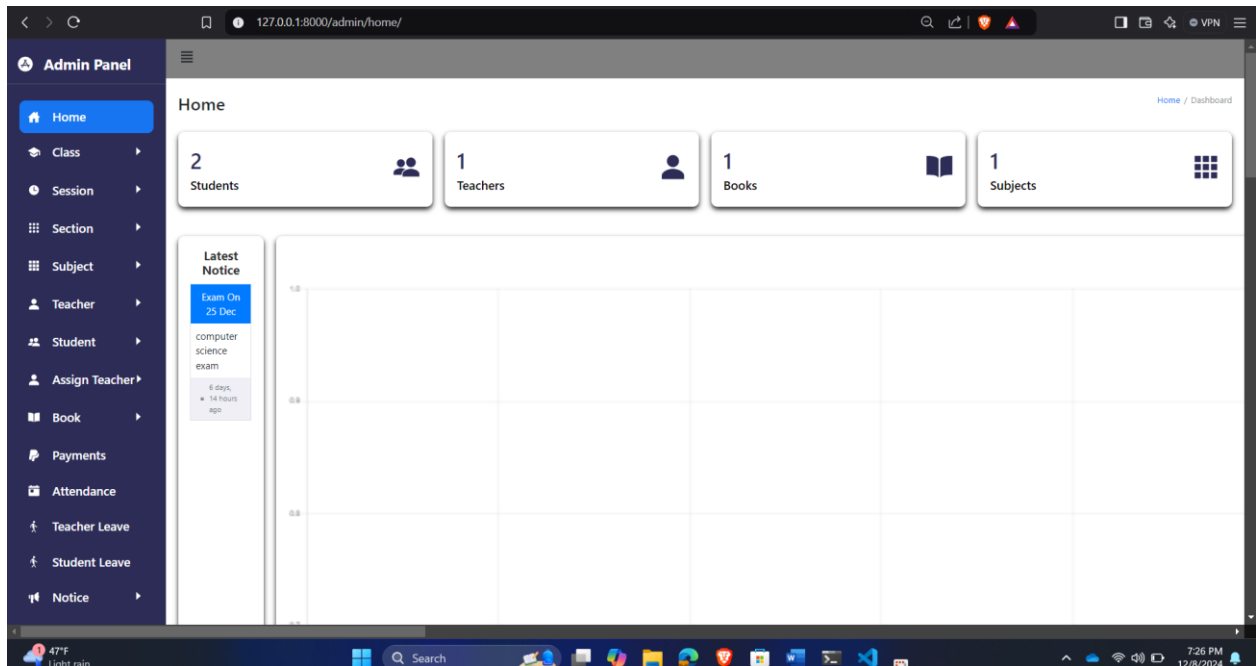 127.0.0.1:8000/admin/home/
VPN
Admin Panel
Home
Class
Session
Section
Subject
Teacher
Student
Assign Teacher
Book
Payments
Attendance
Teacher Leave
Student Leave
Notice
Home
Home / Dashboard
2
Students
1
Teachers
1
Books
1
Subjects
Latest
Notice
Exam On
25 Dec
computer
science
exam
6 days,
14 hours
ago
1.0
0.9
0.8
1
47°F
Light rain
Search
7:26 PM
12/8/2024